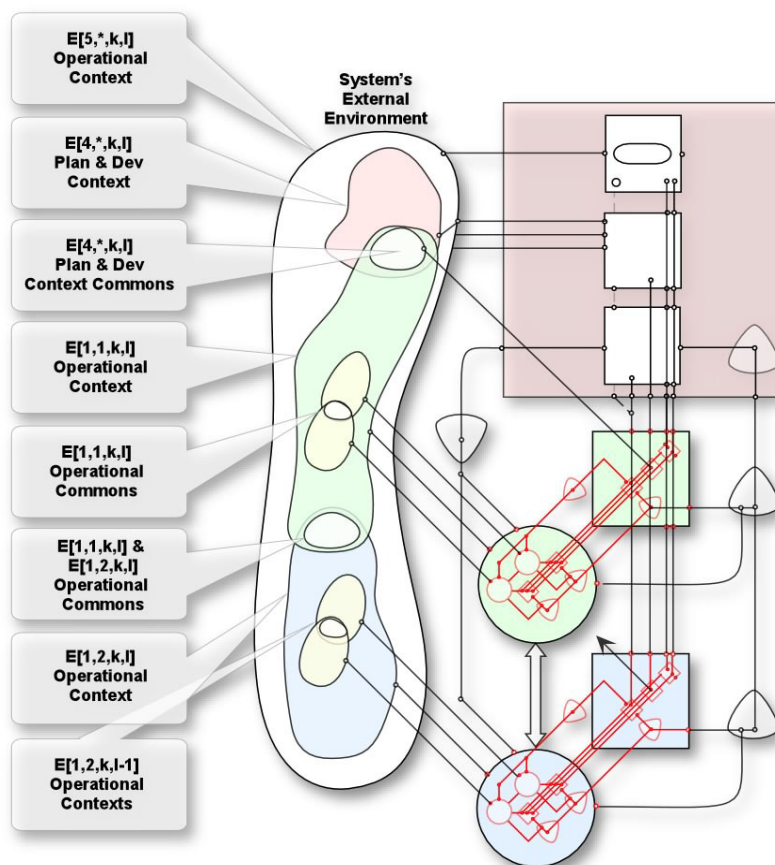 E[5,*,k,l]
Operational
Context
System's
External
Environment
E[4,*,k,l]
Plan & Dev
Context
E[4,*,k,l]
Plan & Dev
Context Commons
E[1,1,k,l]
Operational
Context
E[1,1,k,l]
Operational
Commons
E[1,1,k,l] &
E[1,2,k,l]
Operational
Commons
E[1,2,k,l]
Operational
Context
E[1,2,k,l-1]
Operational
Contexts